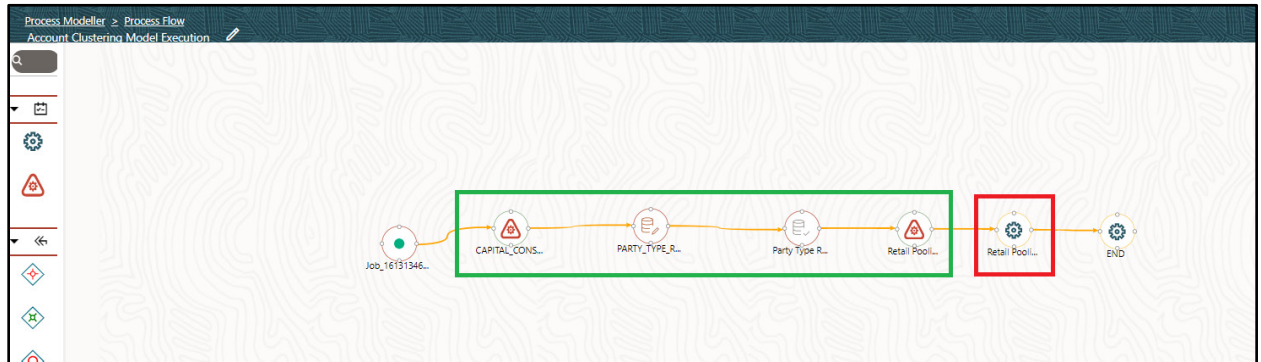 Process Modeller > Process Flow
Account Clustering Model Execution
Job_16131346...
CAPITAL_CONS...
PARTY_TYPE_R...
Party Type R...
Retail Pooli...
Retail Pooli...
END